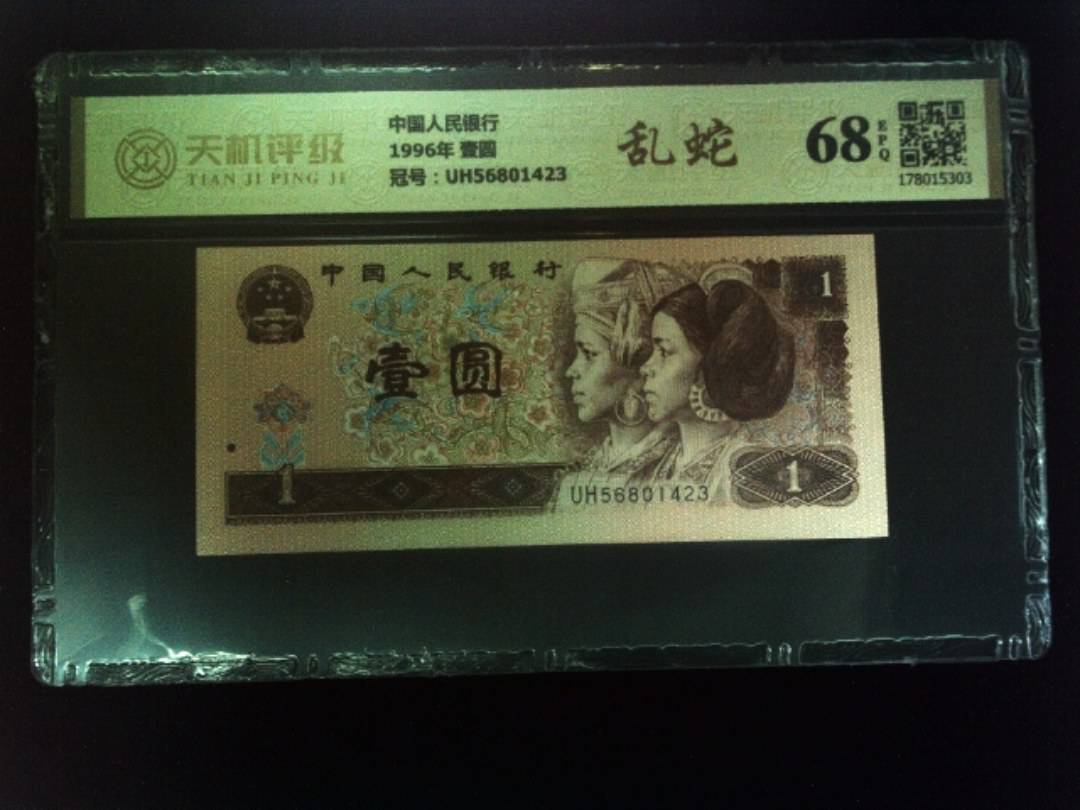 天机评级
TIAN JI PING JI
中国人民银行
1996年 壹圆
冠号：UH56801423
乱蛇
68
EPQ
178015303
中国人民银行
1
壹圆
1
UH56801423
1